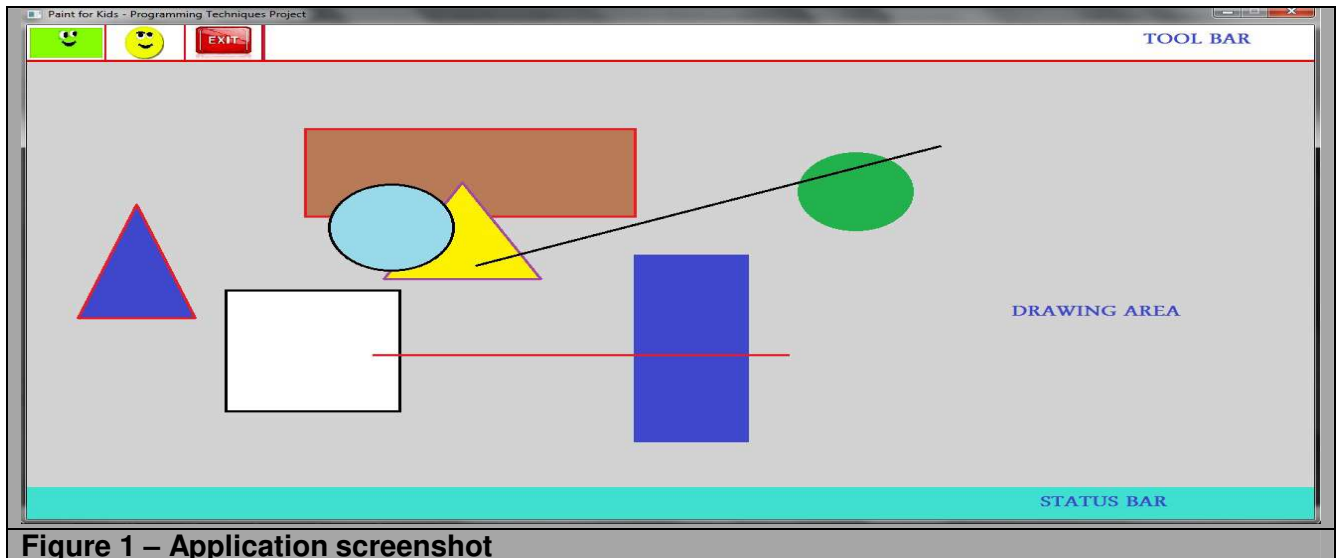 Paint for Kids - Programming Techniques Project
EXIT
TOOL BAR
DRAWING AREA
STATUS BAR
Figure 1 – Application screenshot